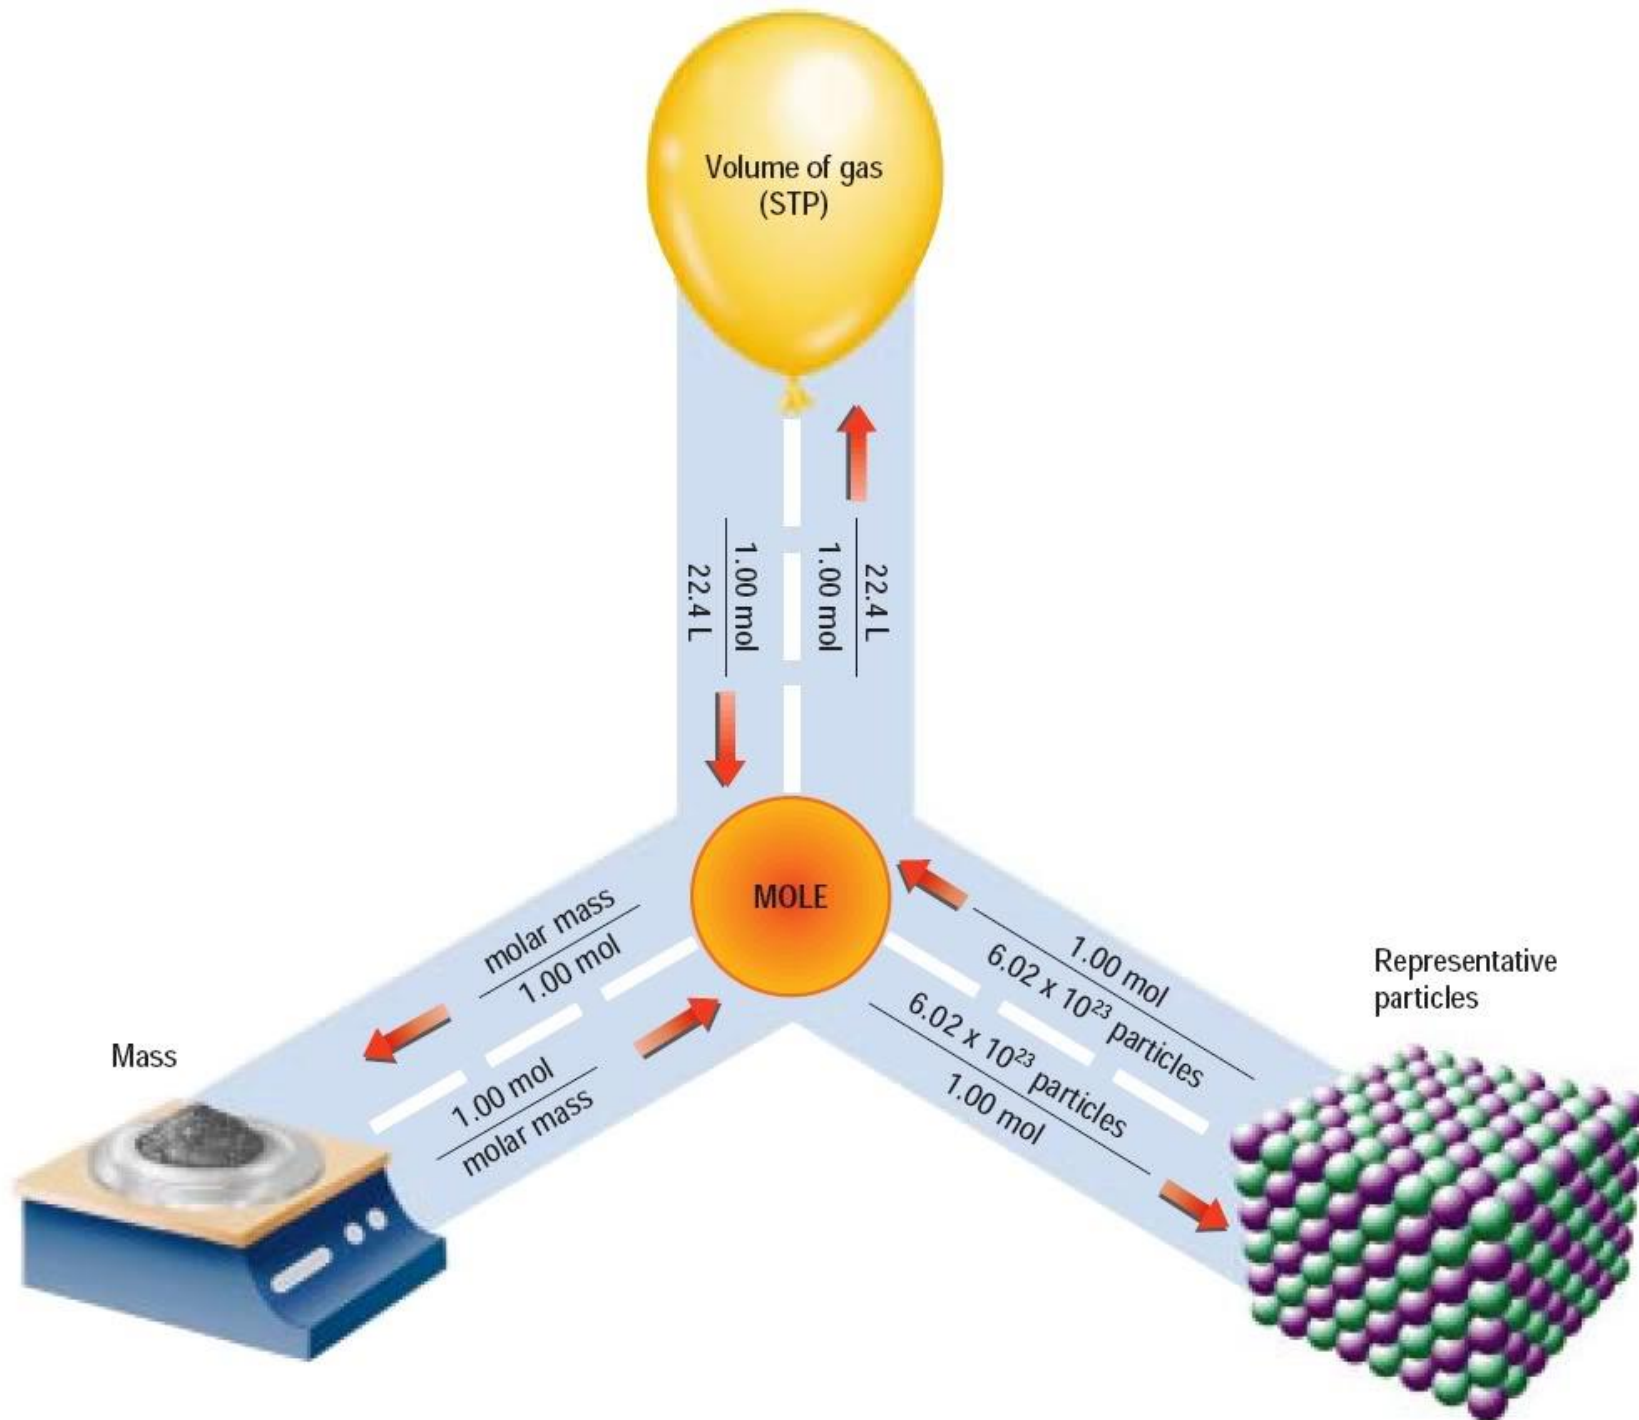 Volume of gas
(STP)
1.00 mol
22.4 L
22.4 L
1.00 mol
MOLE
molar mass
1.00 mol
1.00 mol
molar mass
1.00 mol
6.02 x 10²³ particles
6.02 x 10²³ particles
1.00 mol
Mass
Representative
particles